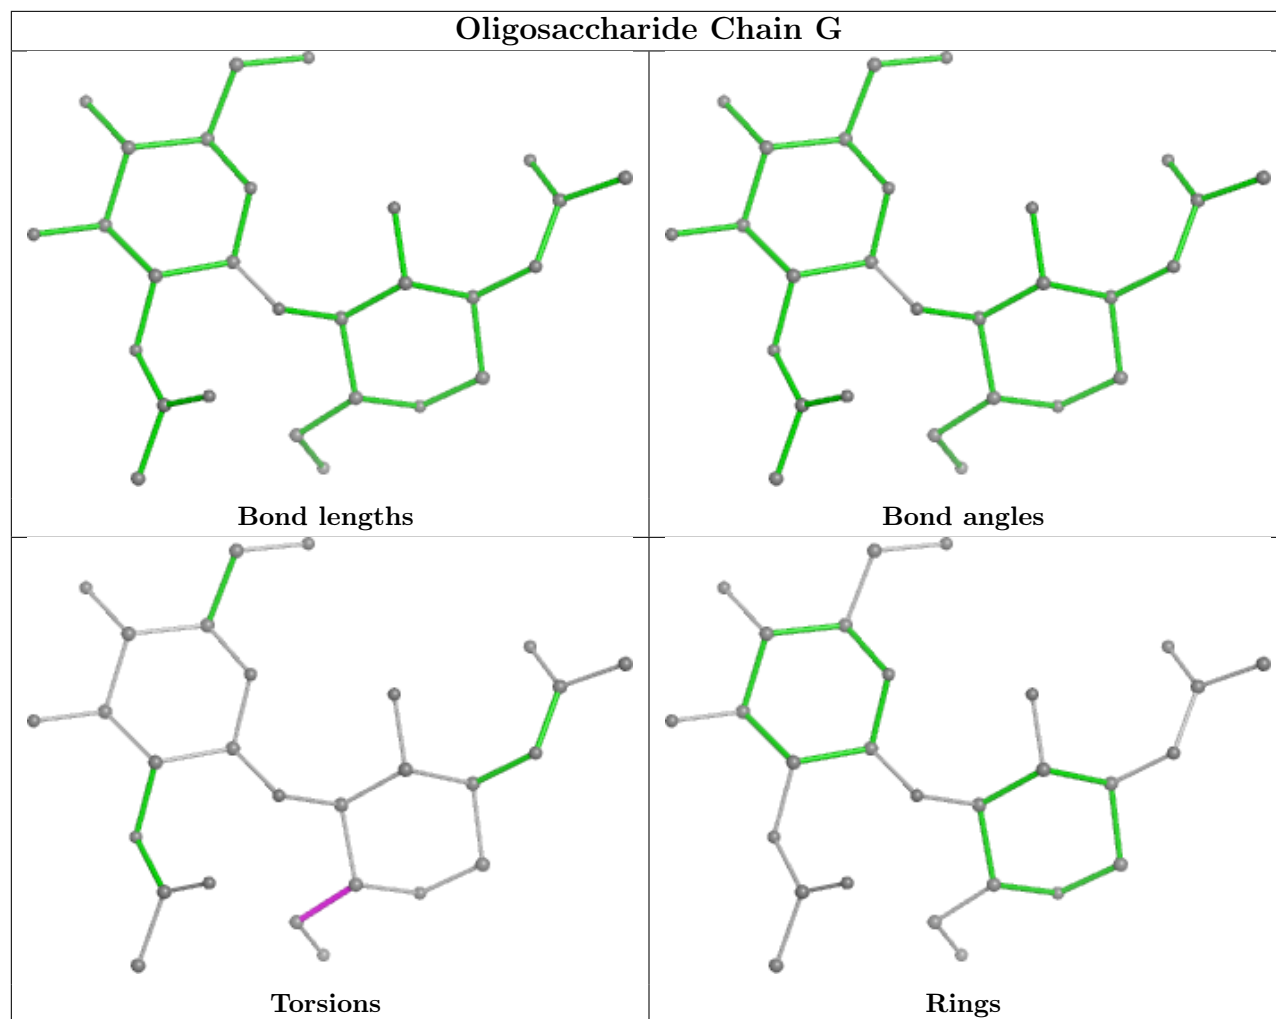 Oligosaccharide Chain G
Bond lengths
Bond angles
Torsions
Rings